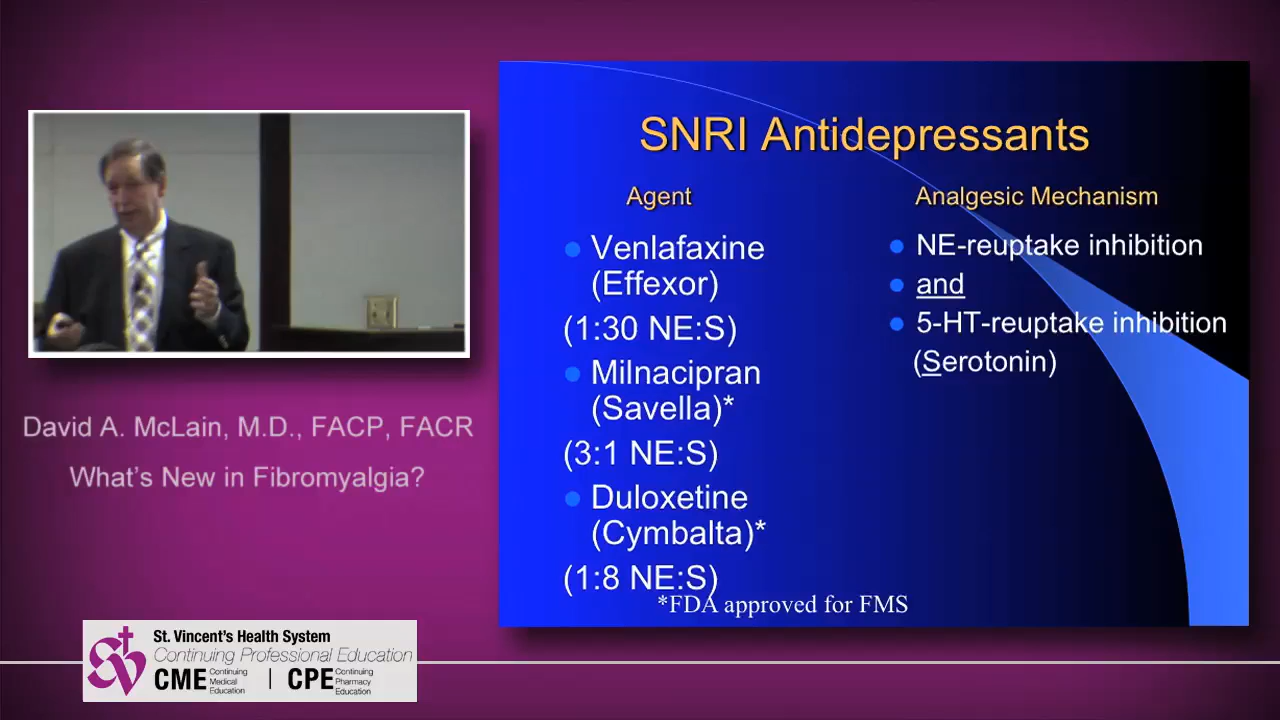 SNRI Antidepressants
Agent
Venlafaxine
(Effexor)
(1:30 NE:S)
Milnacipran
(Savella)*
(3:1 NE:S)
Duloxetine
(Cymbalta)*
(1:8 NE:S)
*FDA approved for FMS
Analgesic Mechanism
NE-reuptake inhibition
and
5-HT-reuptake inhibition
(Serotonin)
David A. McLain, M.D., FACP, FACR
What's New in Fibromyalgia?
St. Vincent's Health System
Continuing Professional Education
CME Continuing Medical Education | CPE Continuing Pharmacy Education